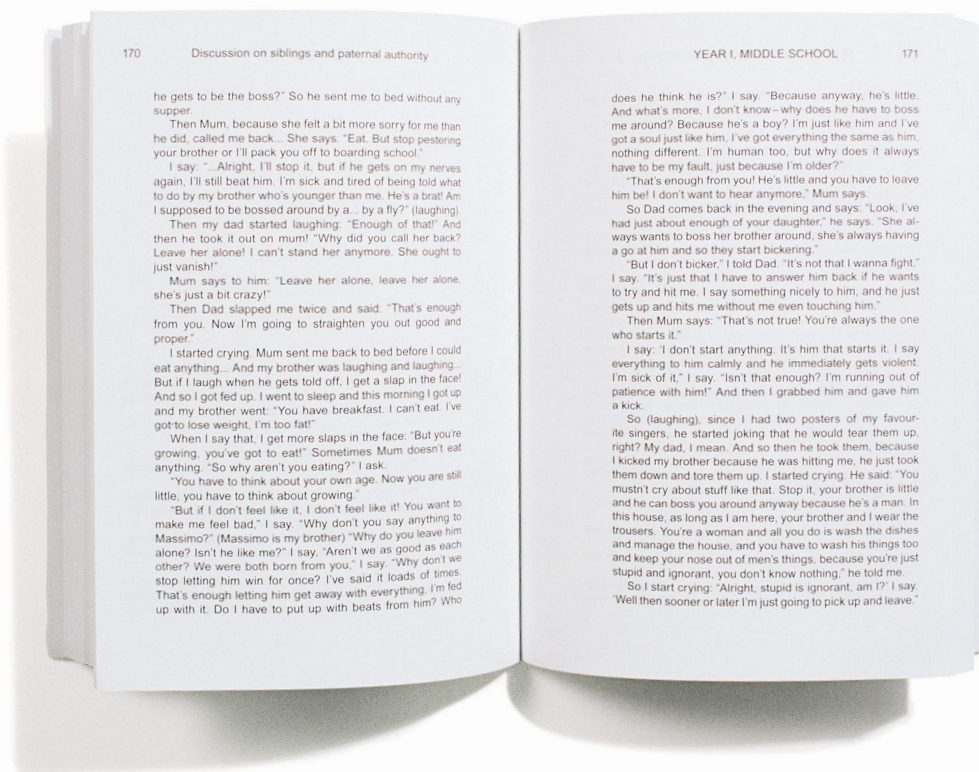 170 Discussion on siblings and paternal authority
he gets to be the boss?” So he sent me to bed without any
supper.
Then Mum, because she felt a bit more sorry for me than
he did, called me back... She says: “Eat. But stop pestering
your brother or I’ll pack you off to boarding school.”
I say: “...Alright, I’ll stop it, but if he gets on my nerves
again, I’ll still beat him. I’m sick and tired of being told what
to do by my brother who’s younger than me. He’s a brat! Am
I supposed to be bossed around by a... by a fly?” (laughing).
Then my dad started laughing: “Enough of that!” And
then he took it out on mum! “Why did you call her back?
Leave her alone! I can’t stand her anymore. She ought to
just vanish!”
Mum says to him: “Leave her alone, leave her alone,
she’s just a bit crazy!”
Then Dad slapped me twice and said: “That’s enough
from you. Now I’m going to straighten you out good and
proper.”
I started crying. Mum sent me back to bed before I could
eat anything... And my brother was laughing and laughing...
But if I laugh when he gets told off, I get a slap in the face!
And so I got fed up. I went to sleep and this morning I got up
and my brother went: “You have breakfast. I can’t eat. I’ve
got to lose weight, I’m too fat!”
When I say that, I get more slaps in the face: “But you’re
growing, you’ve got to eat!” Sometimes Mum doesn’t eat
anything. “So why aren’t you eating?” I ask.
“You have to think about your own age. Now you are still
little, you have to think about growing.”
“But if I don’t feel like it, I don’t feel like it! You want to
make me feel bad,” I say. “Why don’t you say anything to
Massimo?” (Massimo is my brother) “Why do you leave him
alone? Isn’t he like me?” I say, “Aren’t we as good as each
other? We were both born from you,” I say. “Why don’t we
stop letting him win for once? I’ve said it loads of times.
That’s enough letting him get away with everything, I’m fed
up with it. Do I have to put up with beats from him? Who
YEAR I, MIDDLE SCHOOL 171
does he think he is?” I say. “Because anyway, he’s little.
And what’s more, I don’t know–why does he have to boss
me around? Because he’s a boy? I’m just like him and I’ve
got a soul just like him, I’ve got everything the same as him,
nothing different. I’m human too, but why does it always
have to be my fault, just because I’m older?”
“That’s enough from you! He’s little and you have to leave
him be! I don’t want to hear anymore,” Mum says.
So Dad comes back in the evening and says: “Look, I’ve
had just about enough of your daughter,” he says. “She al-
ways wants to boss her brother around, she’s always having
a go at him and so they start bickering.”
“But I don’t bicker,” I told Dad. “It’s not that I wanna fight,”
I say. “It’s just that I have to answer him back if he wants
to try and hit me. I say something nicely to him, and he just
gets up and hits me without me even touching him.”
Then Mum says: “That’s not true! You’re always the one
who starts it.”
I say: ‘I don’t start anything. It’s him that starts it. I say
everything to him calmly and he immediately gets violent.
I’m sick of it,” I say. “Isn’t that enough? I’m running out of
patience with him!” And then I grabbed him and gave him
a kick.
So (laughing), since I had two posters of my favour-
ite singers, he started joking that he would tear them up,
right? My dad, I mean. And so then he took them, because
I kicked my brother because he was hitting me, he just took
them down and tore them up. I started crying. He said: “You
mustn’t cry about stuff like that. Stop it, your brother is little
and he can boss you around anyway because he’s a man. In
this house, as long as I am here, your brother and I wear the
trousers. You’re a woman and all you do is wash the dishes
and manage the house, and you have to wash his things too
and keep your nose out of men’s things, because you’re just
stupid and ignorant, you don’t know nothing,” he told me.
So I start crying: “Alright, stupid is ignorant, am I?’ I say.
“Well then sooner or later I’m just going to pick up and leave.”